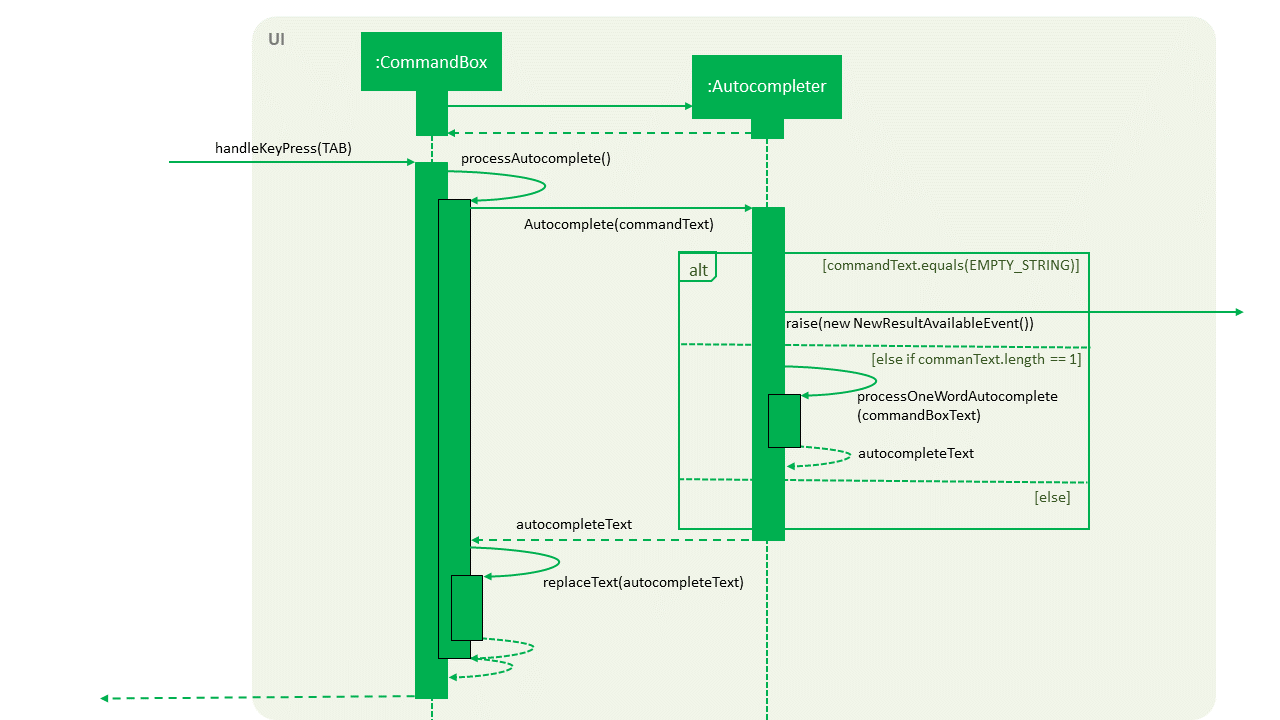 UI
:CommandBox
:Autocompleter
handleKeyPress(TAB)
processAutocomplete()
Autocomplete(commandText)
alt
[commandText.equals(EMPTY_STRING)]
raise(new NewResultAvailableEvent())
[else if commanText.length == 1]
processOneWordAutocomplete
(commandBoxText)
autocompleteText
[else]
autocompleteText
replaceText(autocompleteText)